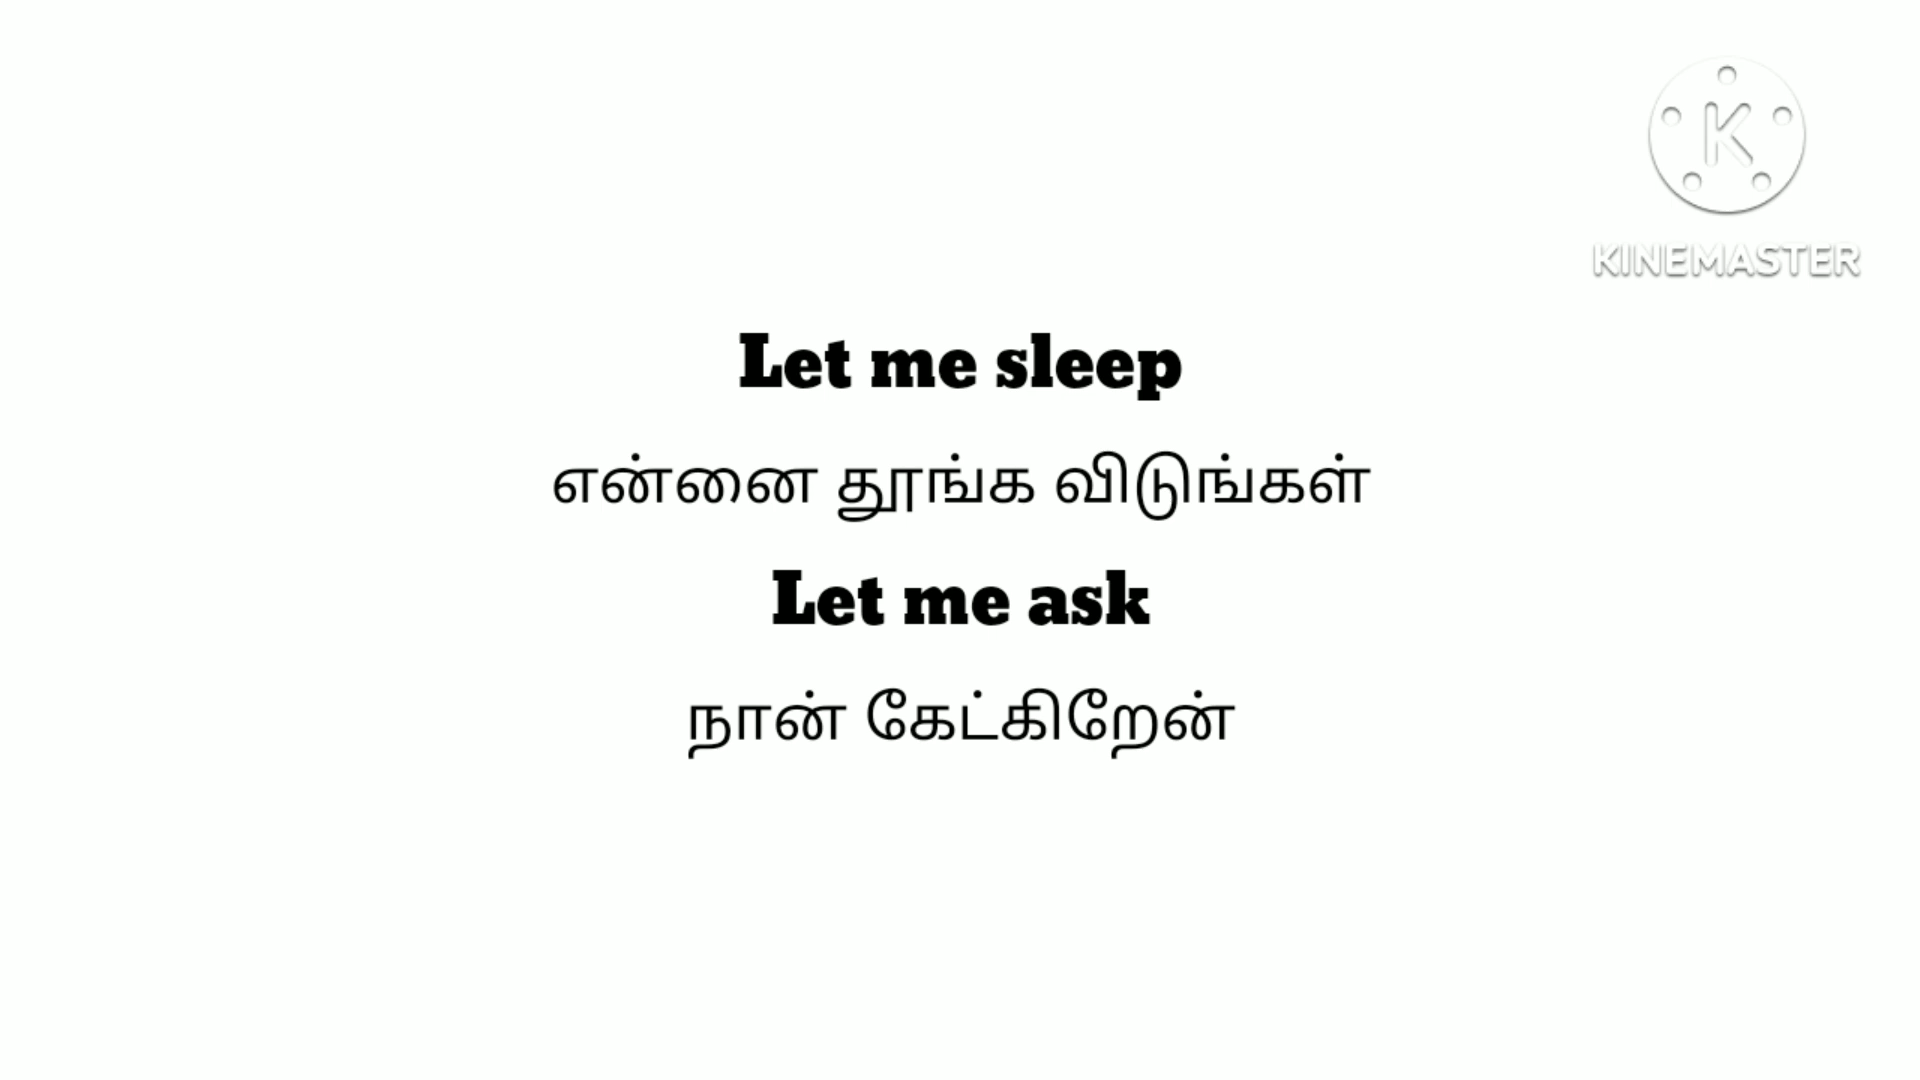 KINEMASTER
Let me sleep
என்னை தூங்க விடுங்கள்
Let me ask
நான் கேட்கிறேன்